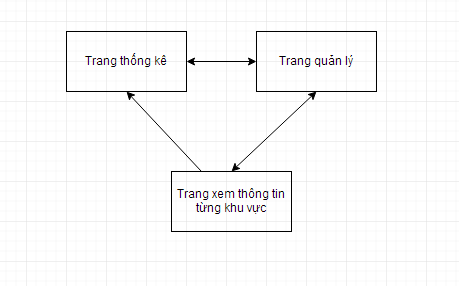 Trang thống kê
Trang quản lý
Trang xem thông tin
từng khu vực